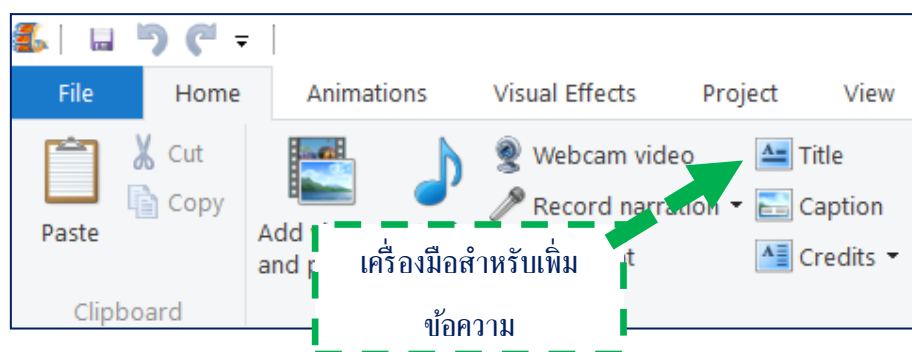 File Home Animations Visual Effects Project View
Cut
Copy
Paste
Clipboard
Add
and
Webcam video
Record narration
Title
Caption
Credits
เครื่องมือสำหรับเพิ่ม
ข้อความ